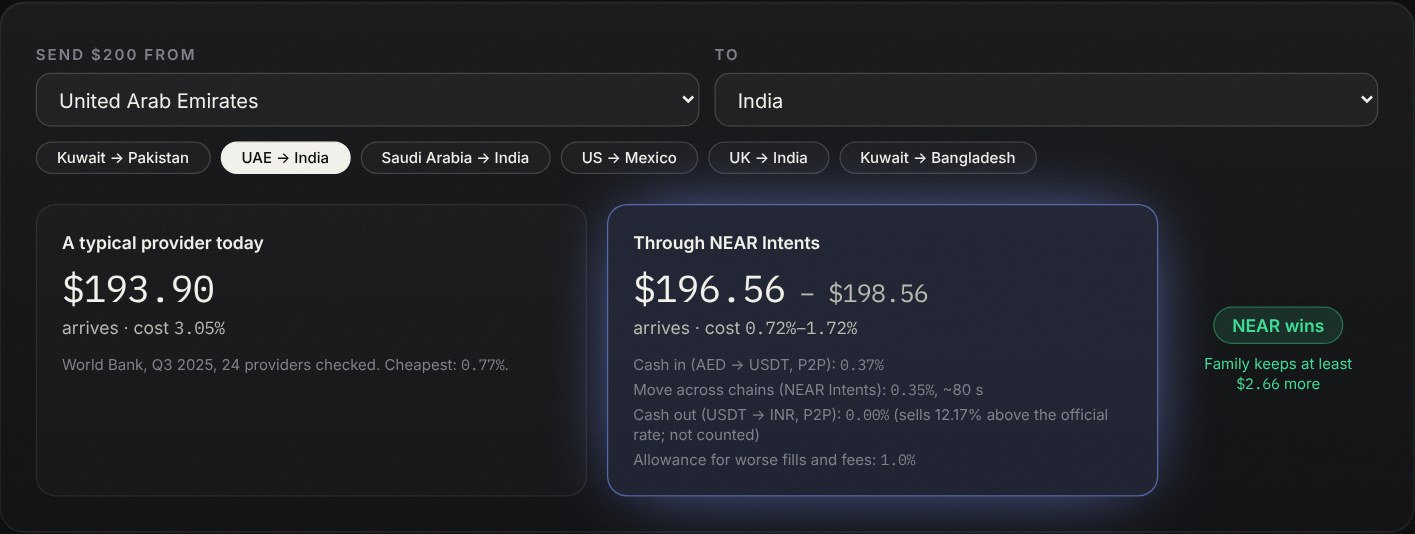 SEND $200 FROM
TO
United Arab Emirates
India
Kuwait → Pakistan
UAE → India
Saudi Arabia → India
US → Mexico
UK → India
Kuwait → Bangladesh
A typical provider today
$193.90
arrives · cost 3.05%
World Bank, Q3 2025, 24 providers checked. Cheapest: 0.77%.
Through NEAR Intents
$196.56 – $198.56
arrives · cost 0.72%–1.72%
Cash in (AED → USDT, P2P): 0.37%
Move across chains (NEAR Intents): 0.35%, ~80 s
Cash out (USDT → INR, P2P): 0.00% (sells 12.17% above the official
rate; not counted)
Allowance for worse fills and fees: 1.0%
NEAR wins
Family keeps at least
$2.66 more